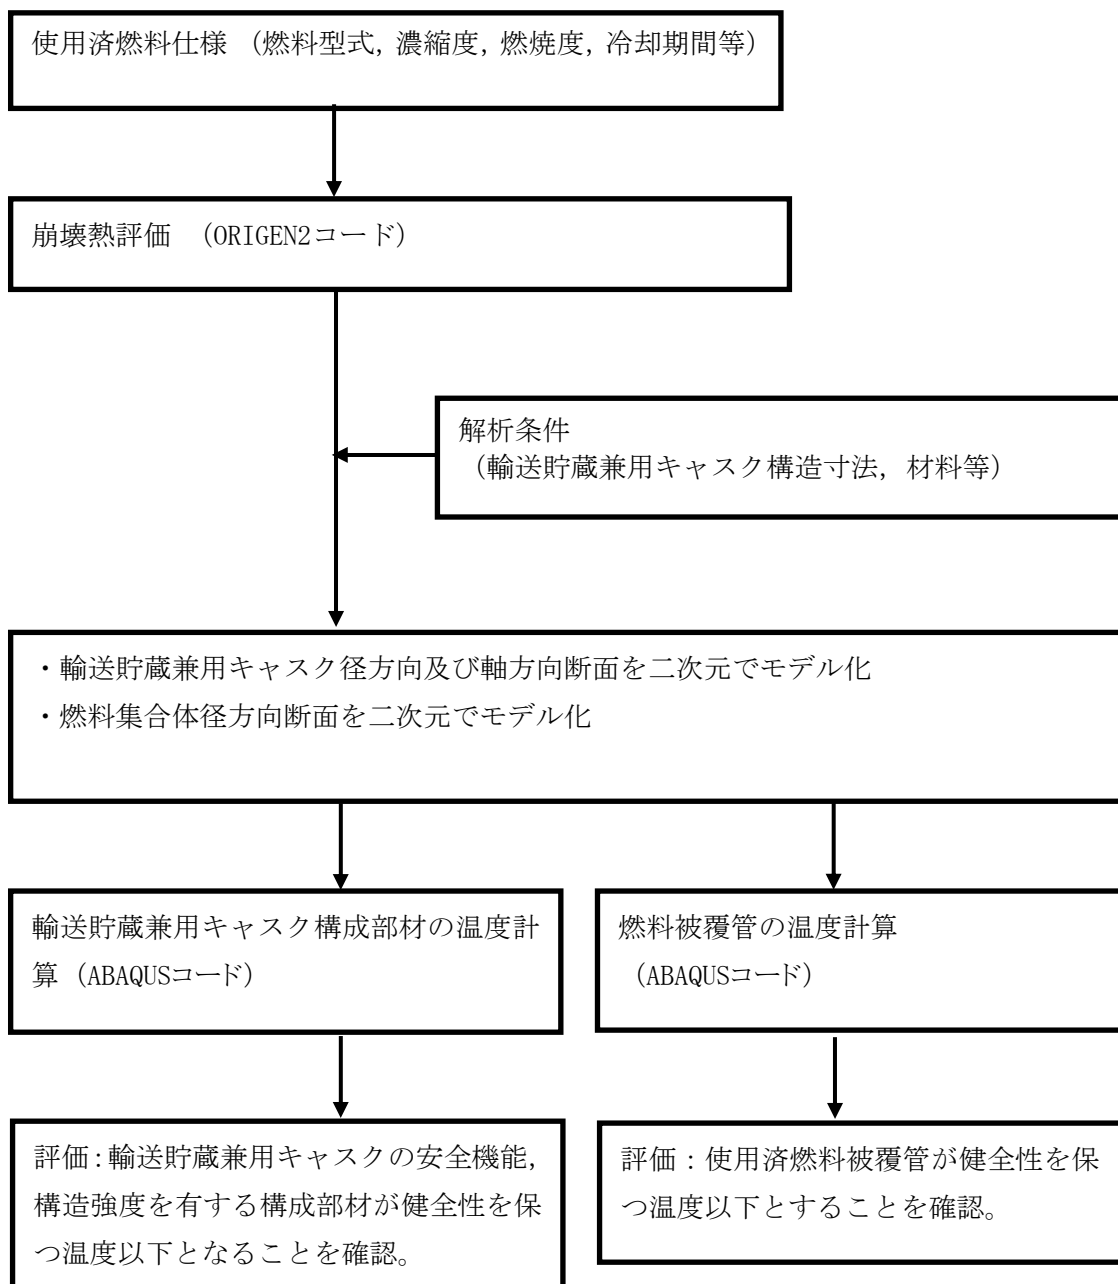 使用済燃料仕様 （燃料型式, 濃縮度, 燃焼度, 冷却期間等）
崩壊熱評価 （ORIGEN2コード）
解析条件
（輸送貯蔵兼用キャスク構造寸法, 材料等）
・輸送貯蔵兼用キャスク径方向及び軸方向断面を二次元でモデル化
・燃料集合体径方向断面を二次元でモデル化
輸送貯蔵兼用キャスク構成部材の温度計
算（ABAQUSコード）
燃料被覆管の温度計算
（ABAQUSコード）
評価：輸送貯蔵兼用キャスクの安全機能,
構造強度を有する構成部材が健全性を保
つ温度以下となることを確認。
評価：使用済燃料被覆管が健全性を保
つ温度以下とすることを確認。